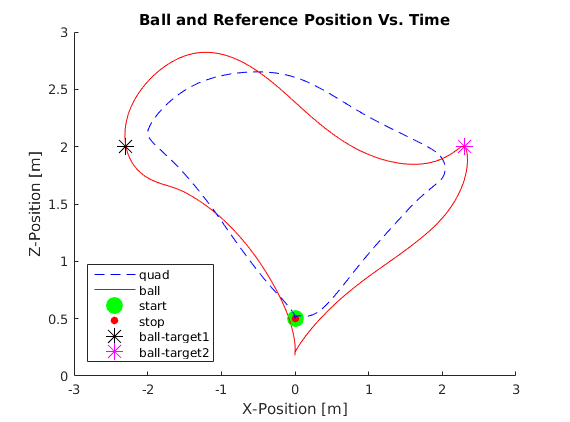 Ball and Reference Position Vs. Time
Z-Position [m]
3
2.5
2
1.5
1
0.5
0
quad
ball
start
stop
ball-target1
ball-target2
-3 -2 -1 0 1 2 3
X-Position [m]